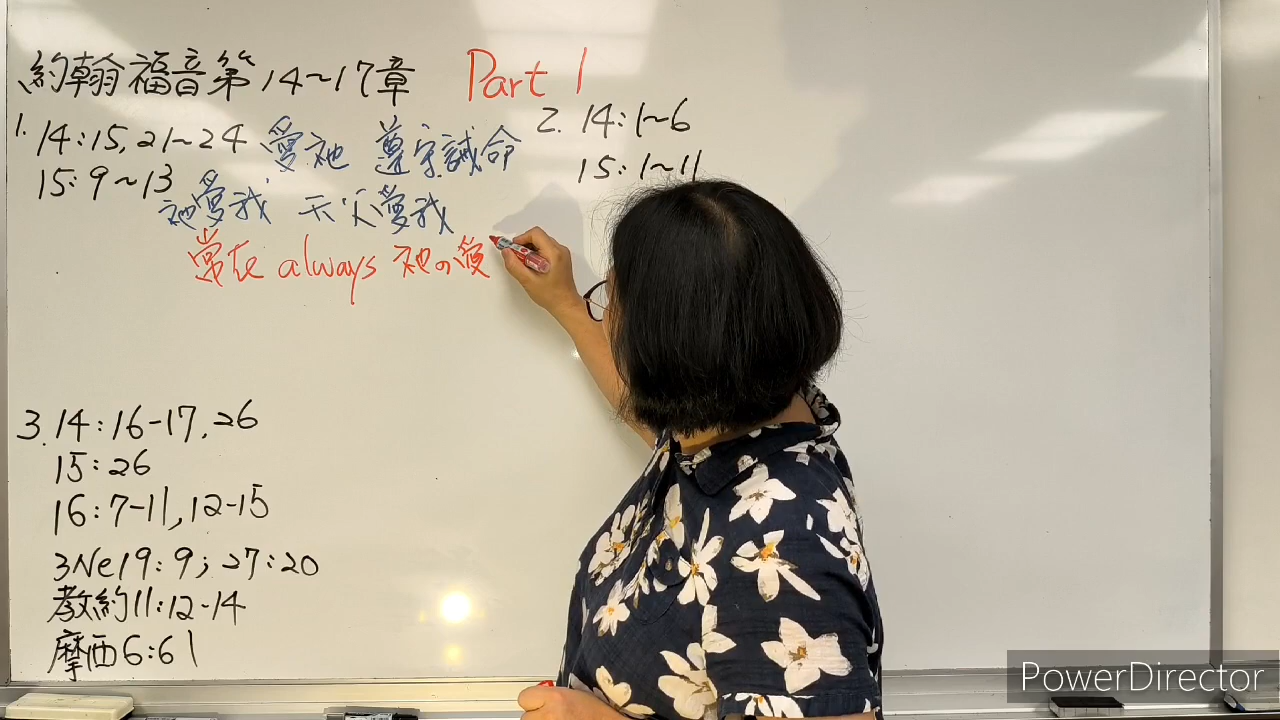 約翰福音第14~17章 Part 1
1. 14:15, 21~24 愛祂 遵守誡命
15:9~13
祂愛我 天父愛我
常在 always 祂の愛
2. 14:1~6
15:1~11
3. 14:16-17, 26
15:26
16:7-11, 12-15
3Ne19:9; 27:20
教約11:12-14
摩西6:61
PowerDirector